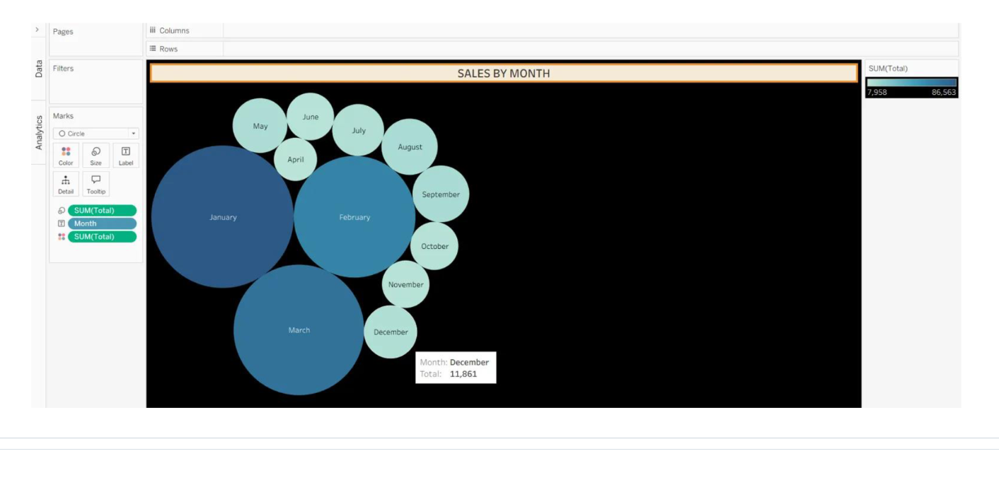 Pages
Columns
Rows
Data
Filters
SALES BY MONTH
SUM(Total)
7,958 86,563
Analytics
Marks
Circle
Color Size Label
Detail Tooltip
SUM(Total)
Month
SUM(Total)
May
June
July
April
August
September
January
February
October
November
March
December
Month: December
Total: 11,861